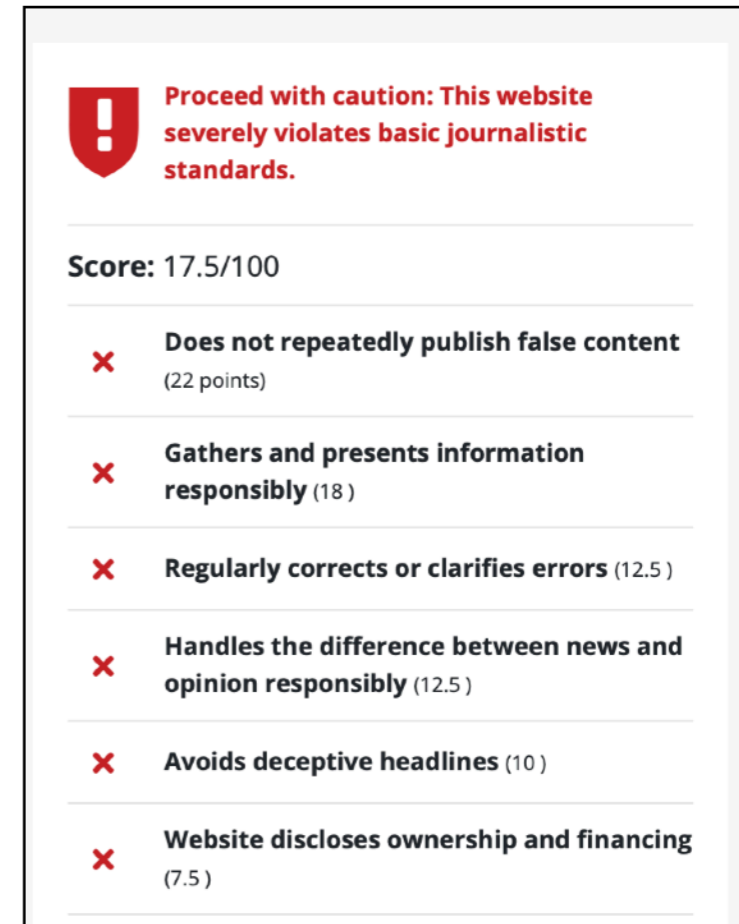 Proceed with caution: This website
severely violates basic journalistic
standards.
Score: 17.5/100
Does not repeatedly publish false content
(22 points)
Gathers and presents information
responsibly (18 )
Regularly corrects or clarifies errors (12.5 )
Handles the difference between news and
opinion responsibly (12.5 )
Avoids deceptive headlines (10 )
Website discloses ownership and financing
(7.5 )